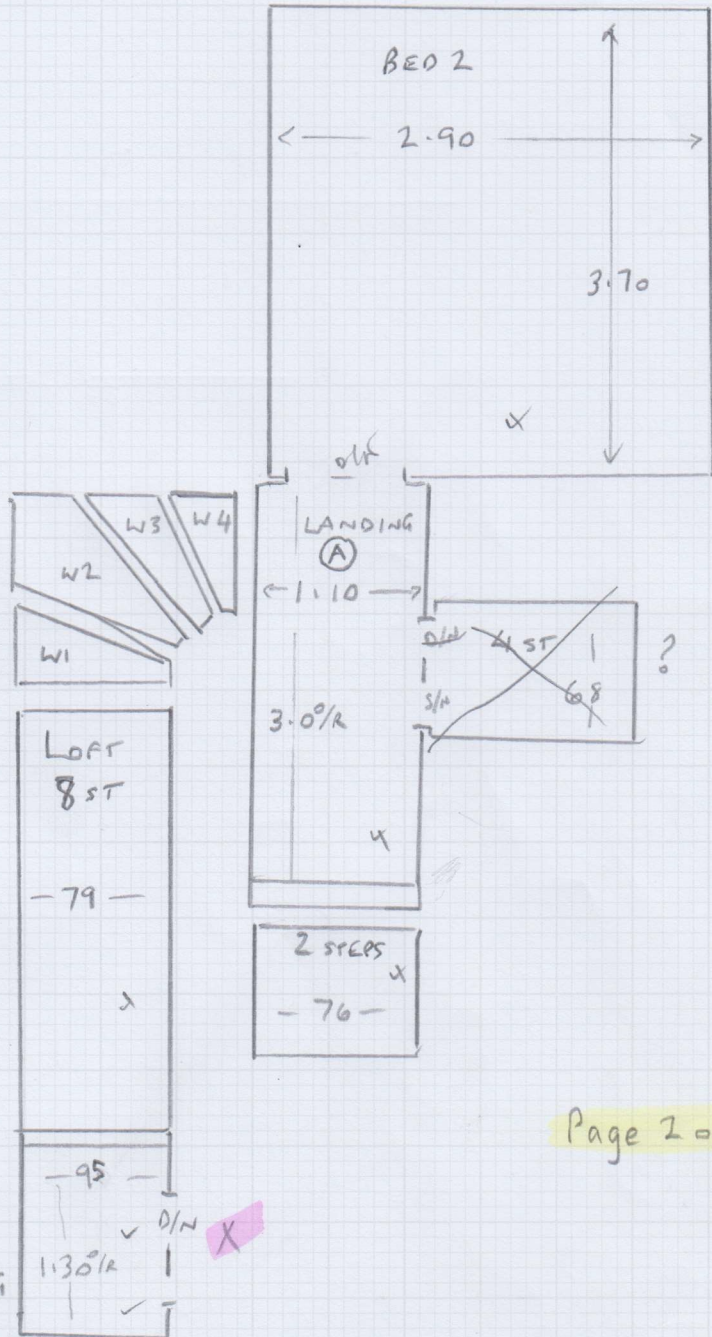 BED 2
2.90
3.70
LANDING
A
1.10
3.0 O/R
D/N
S/N
4 ST
68
?
W1
W2
W3
W4
LOFT
8 ST
79
2 STEPS
76
95
D/N
X
1.30 O/R
Page 2 o